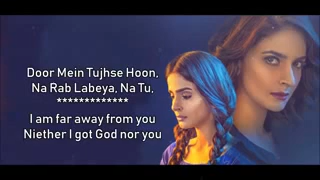 Door Mein Tujhse Hoon,
Na Rab Labeya, Na Tu,
*************
I am far away from you
Niether I got God nor you